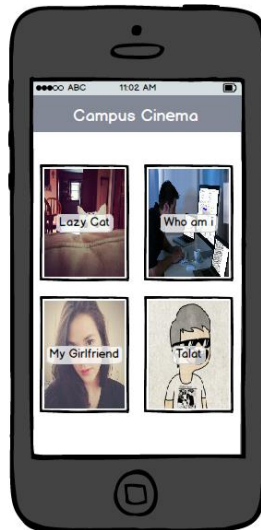 ABC 11:02 AM
Campus Cinema
Lazy Cat
Who am i
My Girlfriend
Talat